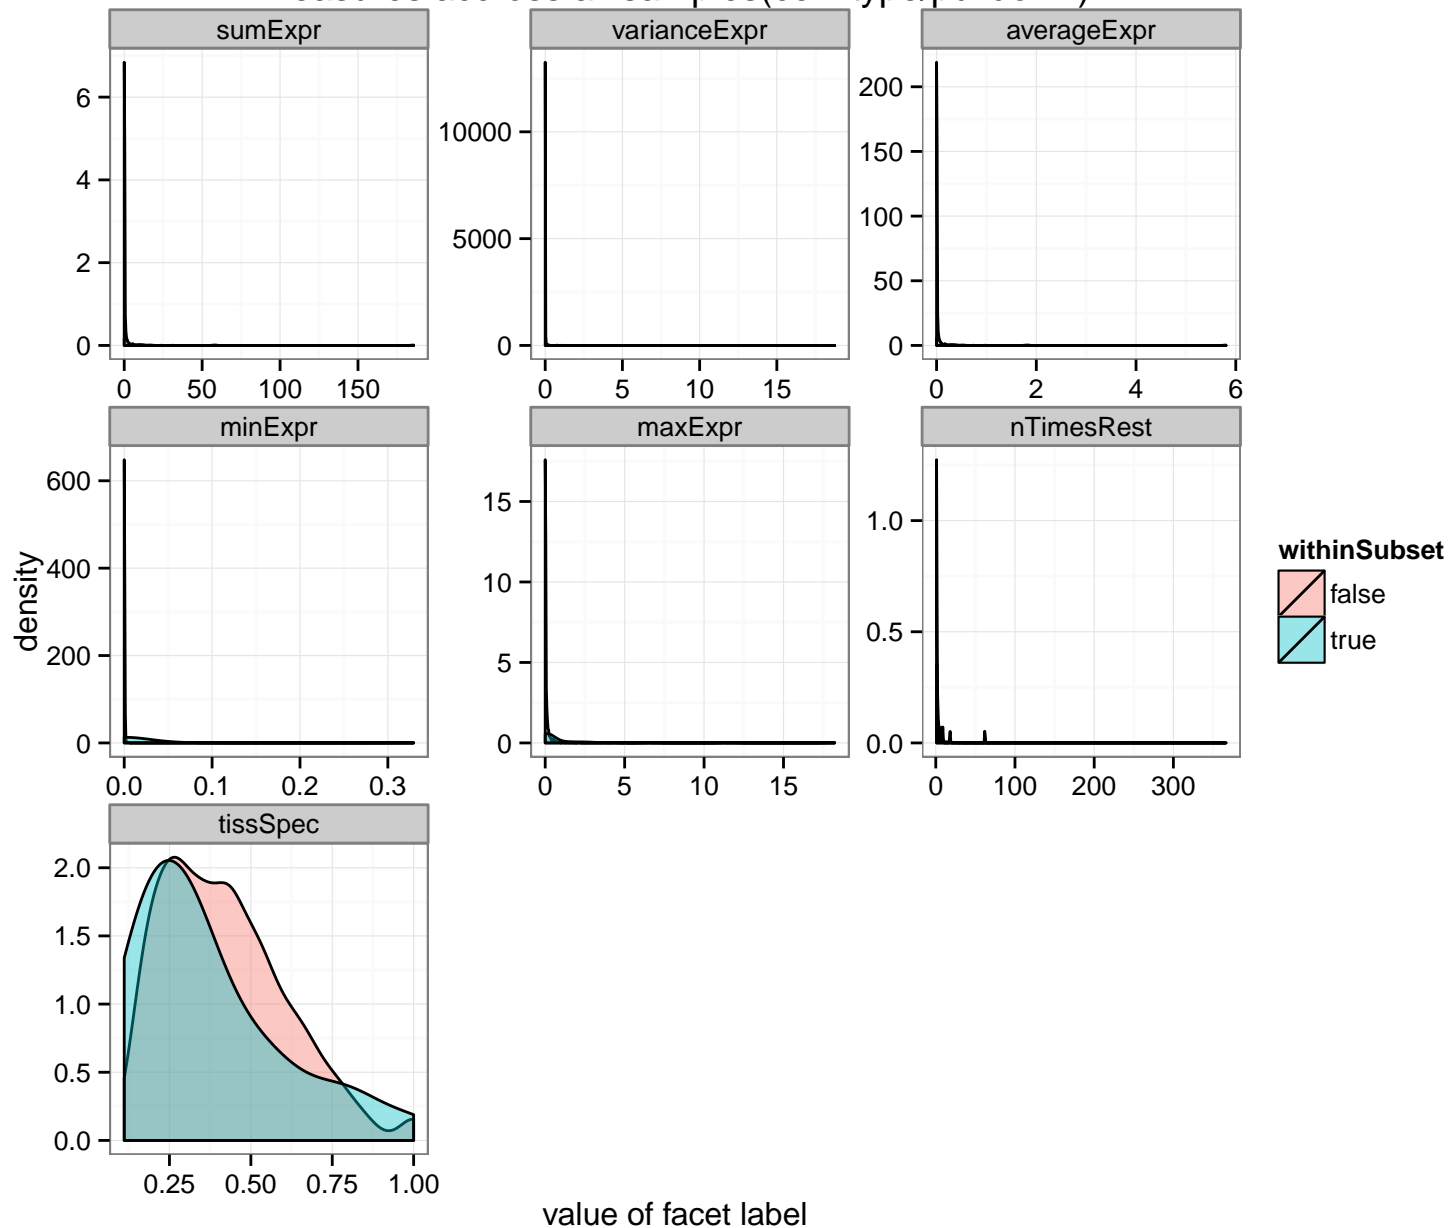 sumExpr varianceExpr averageExpr
6
4
2
0
0 50 100 150
10000
5000
0
0 5 10 15
200
150
100
50
0
0 2 4 6
minExpr maxExpr nTimesRest
600
400
200
0
0.0 0.1 0.2 0.3
15
10
5
0
0 5 10 15
1.0
0.5
0.0
0 100 200 300
density
withinSubset
false
true
tissSpec
2.0
1.5
1.0
0.5
0.0
0.25 0.50 0.75 1.00
value of facet label